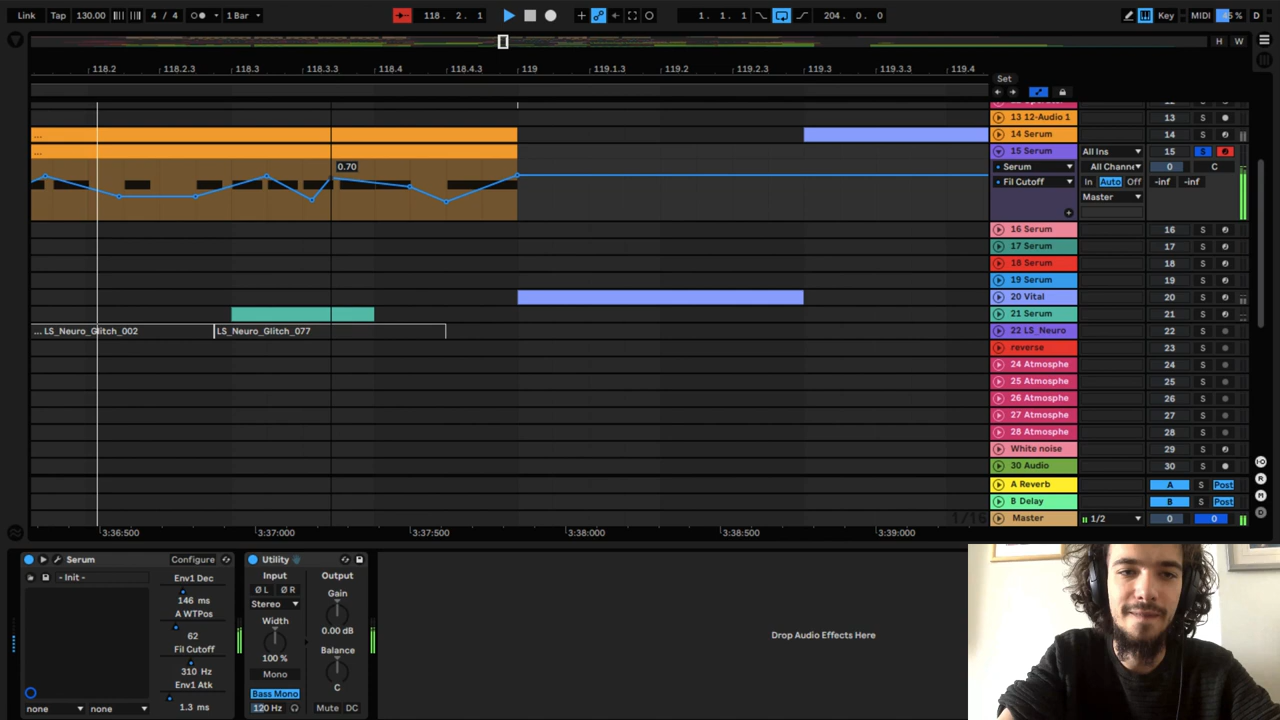 Link Tap 130.00 4 / 4 1 Bar 118. 2. 1 1. 1. 1 204. 0. 0 Key MIDI 45 % D
H W
118.2 118.2.3 118.3 118.3.3 118.4 118.4.3 119 119.1.3 119.2 119.2.3 119.3 119.3.3 119.4
Set
13 12-Audio 1 13
... 14 Serum 14 S
... 15 Serum All Ins 15 S
0.70 Serum All Channe 0 C
Fil Cutoff In Auto Off -inf -inf
Master
16 Serum 16 S
17 Serum 17 S
18 Serum 18 S
19 Serum 19 S
20 Vital 20 S
21 Serum 21 S
... LS_Neuro_Glitch_002 LS_Neuro_Glitch_077 22 LS_Neuro 22 S
reverse 23 S
24 Atmosphe 24 S
25 Atmosphe 25 S
26 Atmosphe 26 S
27 Atmosphe 27 S
28 Atmosphe 28 S
White noise 29 S
30 Audio 30 S
A Reverb A S Post
B Delay B S Post
1/16 Master 1/2 0 0
3:36:500 3:37:000 3:37:500 3:38:000 3:38:500 3:39:000
Serum Configure
- Init -
Env1 Dec
146 ms
A WTPos
62
Fil Cutoff
310 Hz
Env1 Atk
1.3 ms
none none
Utility
Input Output
Ø L Ø R Gain
Stereo
Width 0.00 dB
100 % Balance
Mono
Bass Mono C
120 Hz Mute DC
Drop Audio Effects Here